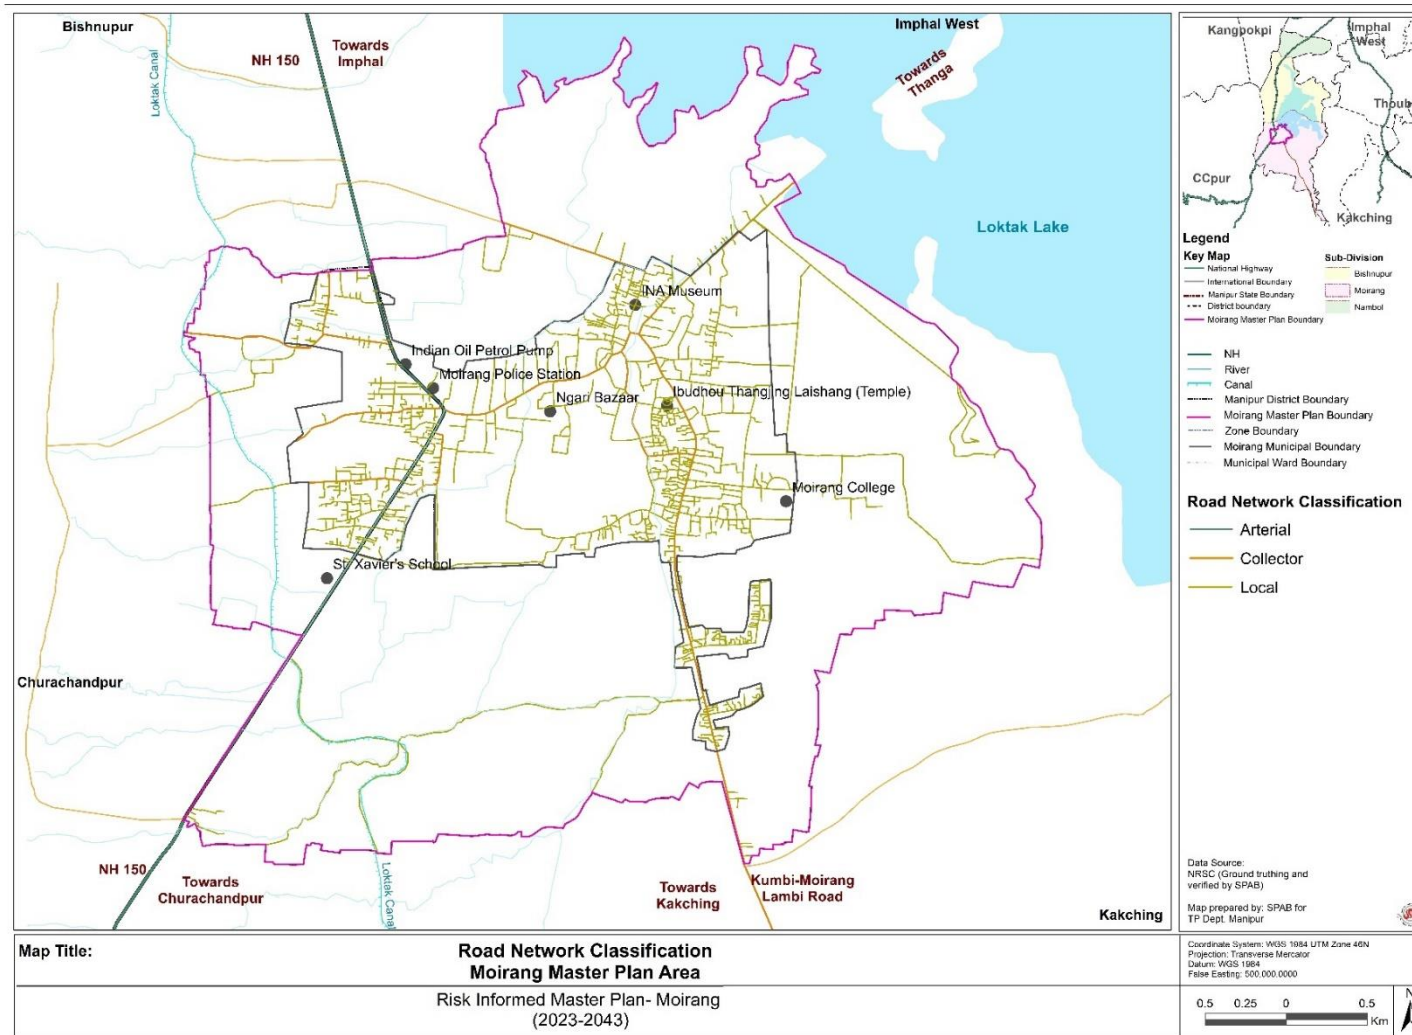 Bishnupur
NH 150
Towards
Imphal
Loktak Canal
Imphal West
Towards
Thanga
Loktak Lake
INA Museum
Indian Oil Petrol Pump
Moirang Police Station
Ngari Bazaar
Ibudhou Thangjing Laishang (Temple)
Moirang College
St. Xavier's School
Churachandpur
NH 150
Towards
Churachandpur
Loktak Canal
Towards
Kakching
Kumbi-Moirang
Lambi Road
Kakching
Kangpokpi
Imphal
West
Thoub
CCpur
Kakching
Legend
Key Map
National Highway
International Boundary
Manipur State Boundary
District boundary
Moirang Master Plan Boundary
Sub-Division
Bishnupur
Moirang
Nambol
NH
River
Canal
Manipur District Boundary
Moirang Master Plan Boundary
Zone Boundary
Moirang Municipal Boundary
Municipal Ward Boundary
Road Network Classification
Arterial
Collector
Local
Data Source:
NRSC (Ground truthing and
verified by SPAB)
Map prepared by: SPAB for
TP Dept. Manipur
Map Title:
Road Network Classification
Moirang Master Plan Area
Risk Informed Master Plan- Moirang
(2023-2043)
Coordinate System: WGS 1984 UTM Zone 46N
Projection: Transverse Mercator
Datum: WGS 1984
False Easting: 500,000.0000
0.5 0.25 0 0.5
Km
N